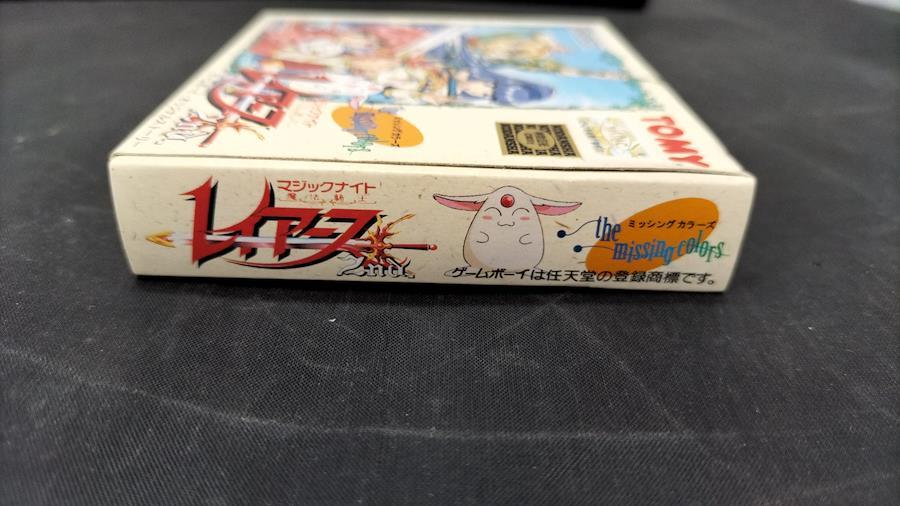 TOMY
マジックナイト
魔法騎士
レイアース
2nd.
ミッシングカラーズ
the
missing colors
ゲームボーイは任天堂の登録商標です。